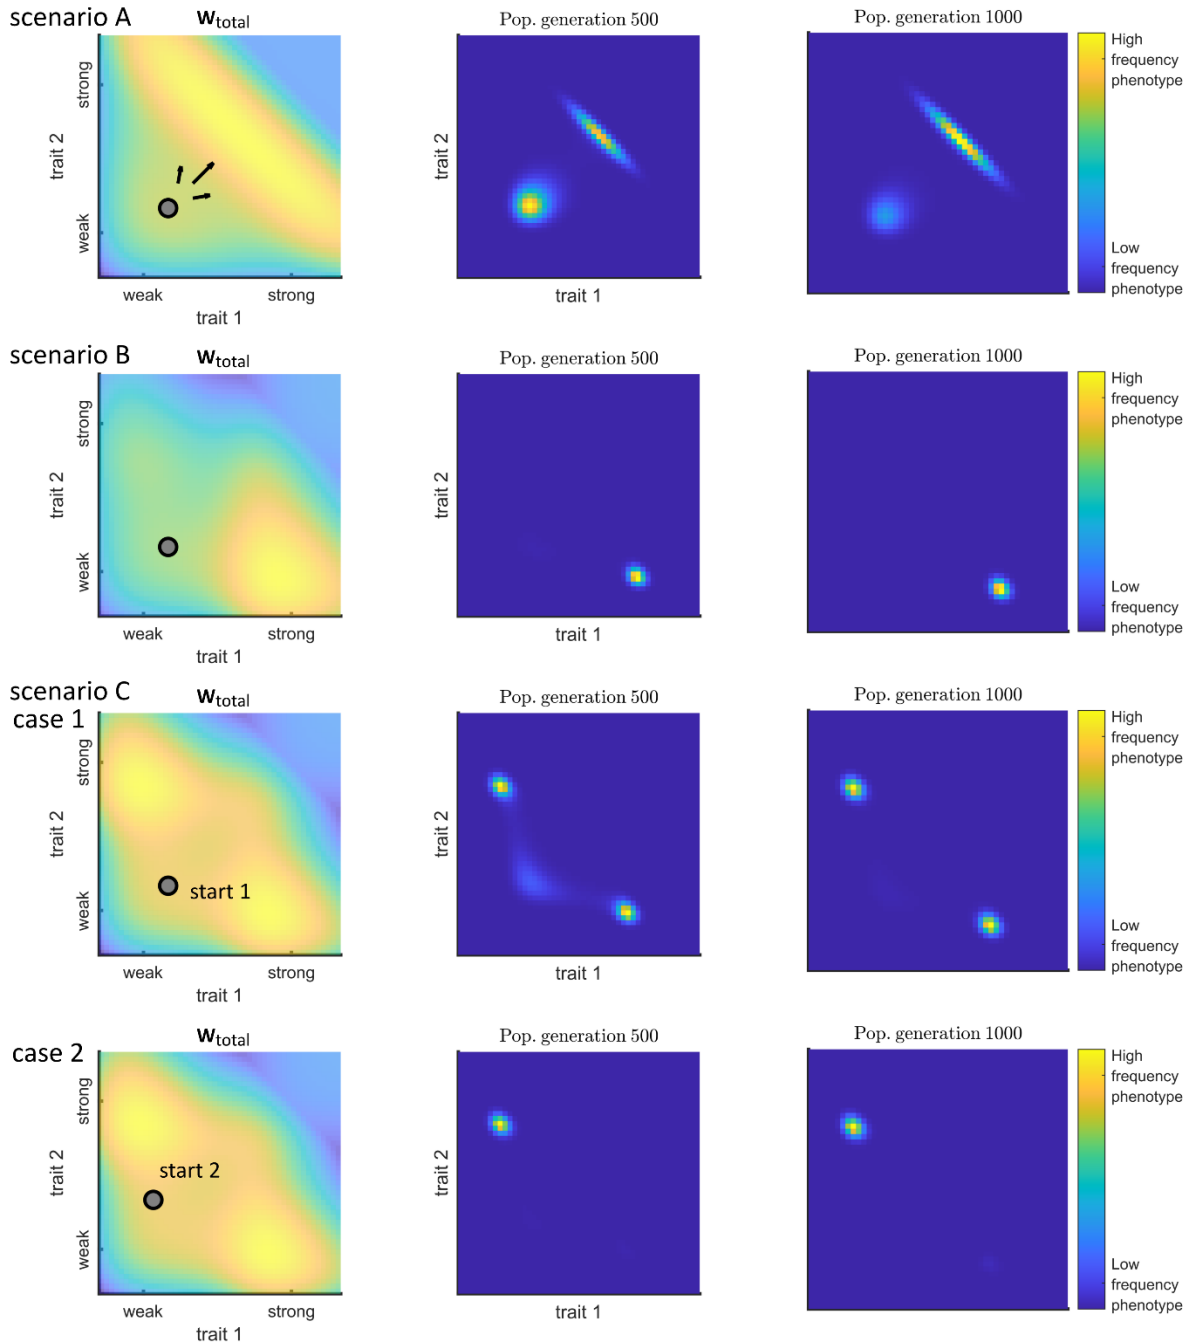 scenario A
W_total
Pop. generation 500
Pop. generation 1000
strong
trait 2
weak
weak
strong
trait 1
trait 2
trait 1
High
frequency
phenotype
Low
frequency
phenotype
scenario B
W_total
Pop. generation 500
Pop. generation 1000
strong
trait 2
weak
weak
strong
trait 1
trait 2
trait 1
High
frequency
phenotype
Low
frequency
phenotype
scenario C
case 1
W_total
Pop. generation 500
Pop. generation 1000
strong
trait 2
weak
start 1
weak
strong
trait 1
trait 2
trait 1
High
frequency
phenotype
Low
frequency
phenotype
case 2
W_total
Pop. generation 500
Pop. generation 1000
strong
trait 2
weak
start 2
weak
strong
trait 1
trait 2
trait 1
High
frequency
phenotype
Low
frequency
phenotype